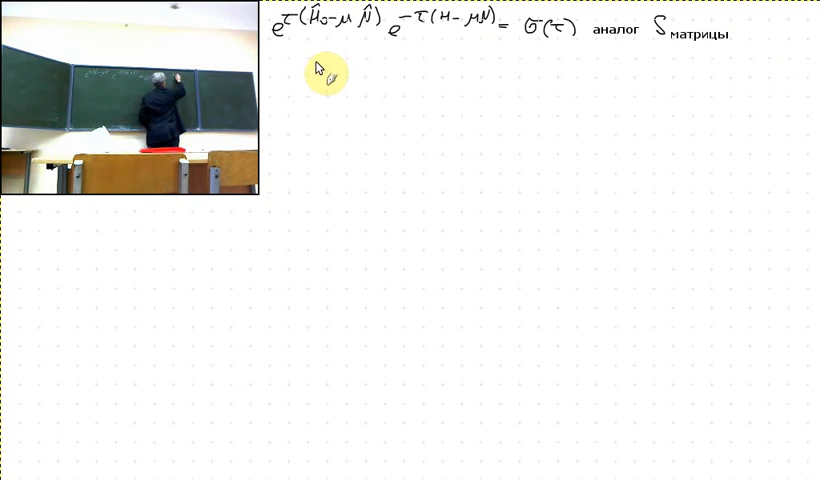 e^{τ(Ĥ₀-μN̂)} e^{-τ(H-μN)} = σ(τ) аналог S матрицы